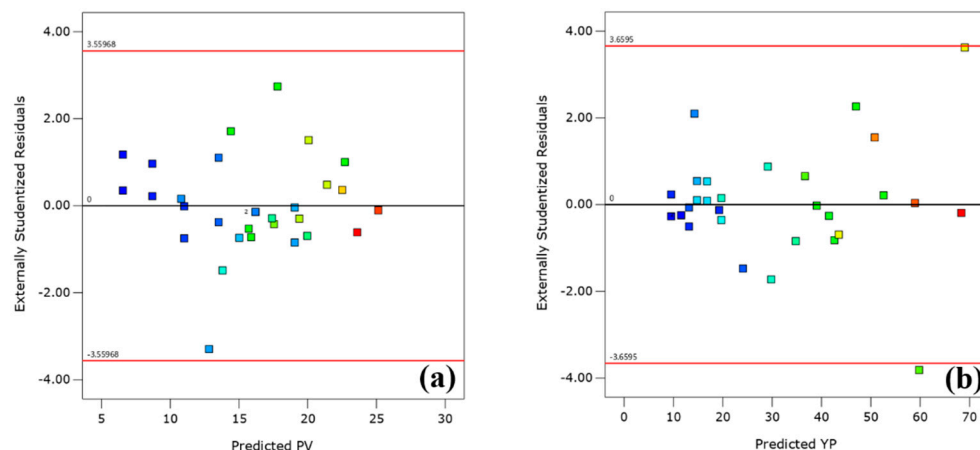 4.00
3.55968
2.00
0
0.00
2
-2.00
-3.55968
-4.00
(a)
5 10 15 20 25 30
Predicted PV
Externally Studentized Residuals
4.00
3.6595
2.00
0
0.00
-2.00
-3.6595
-4.00
(b)
0 10 20 30 40 50 60 70
Predicted YP
Externally Studentized Residuals